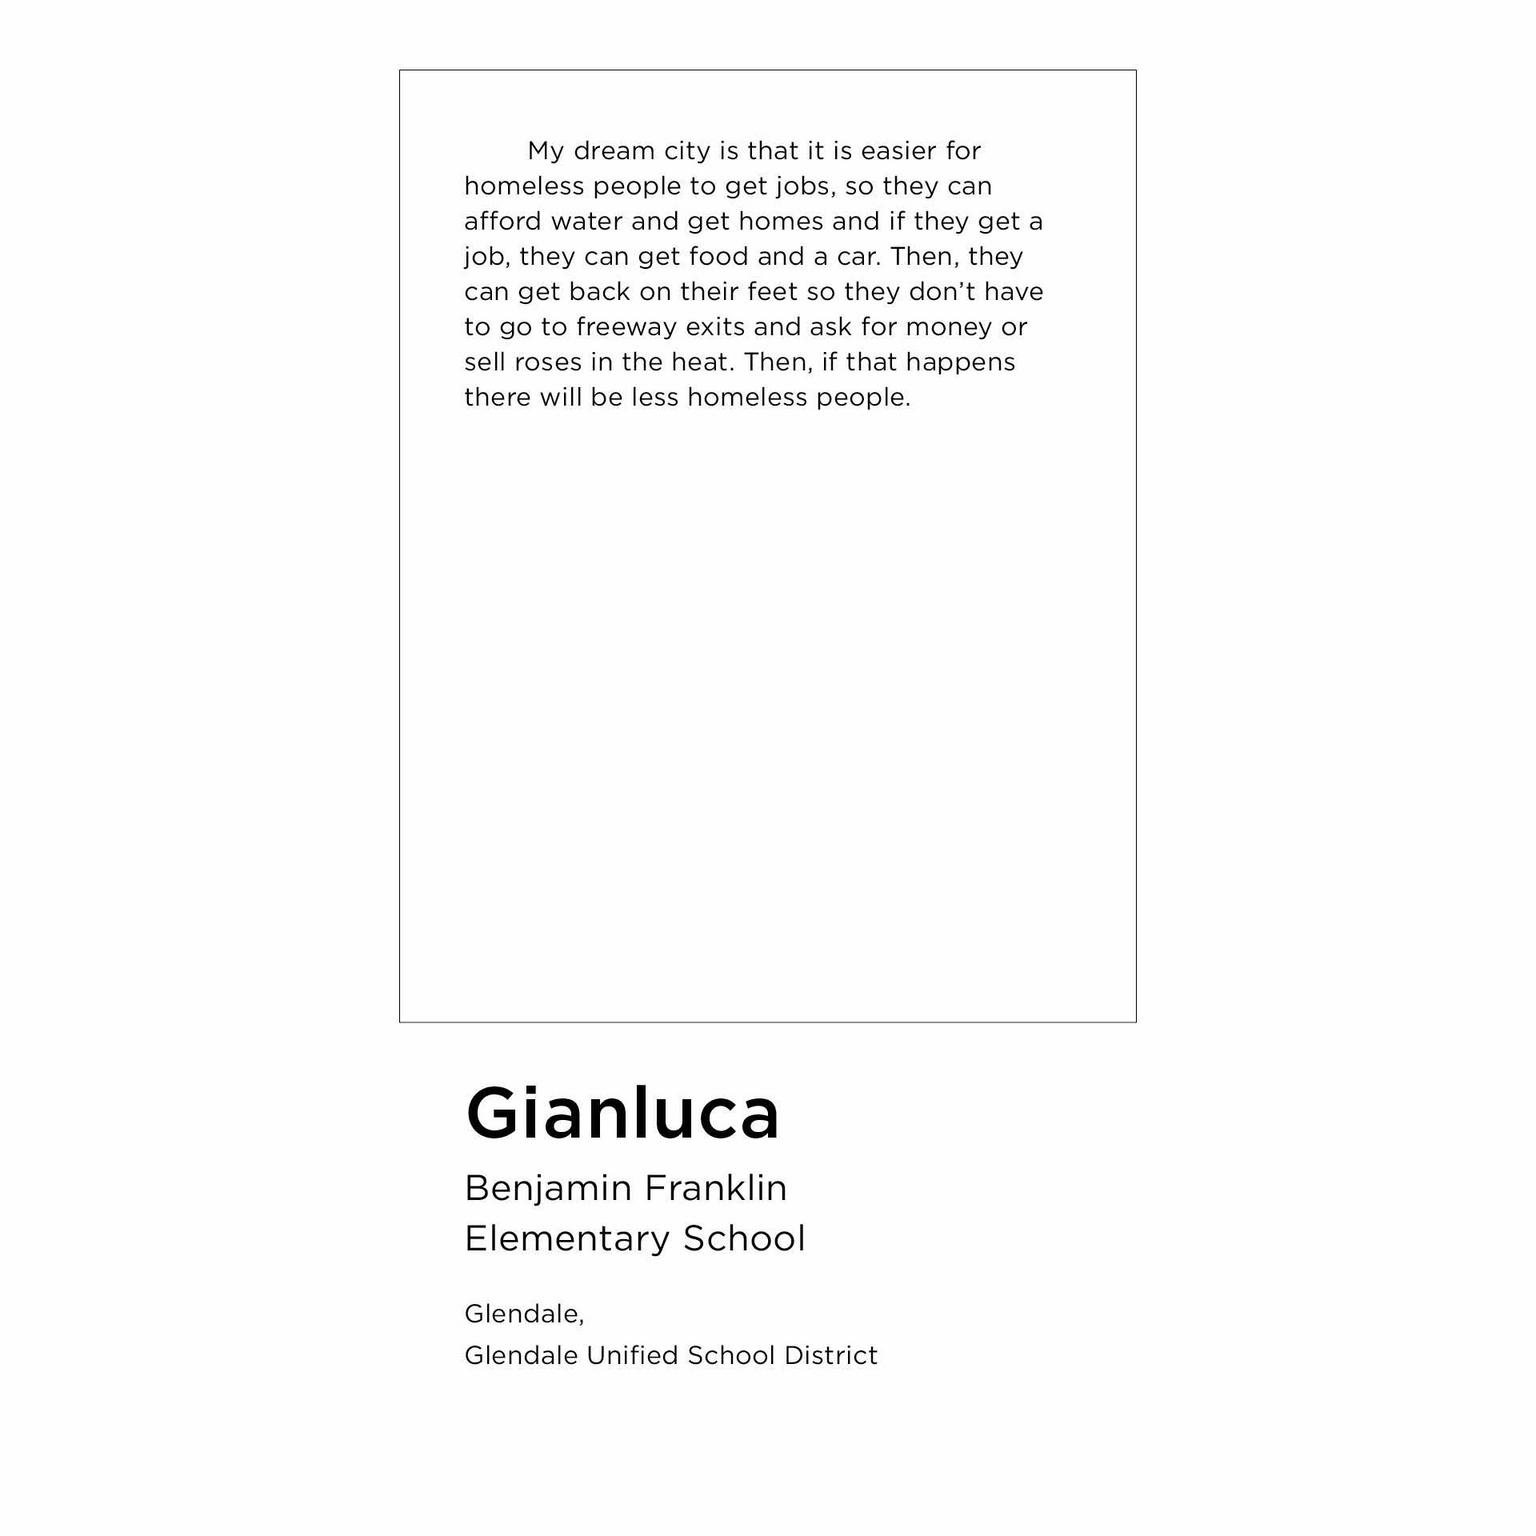 My dream city is that it is easier for
homeless people to get jobs, so they can
afford water and get homes and if they get a
job, they can get food and a car. Then, they
can get back on their feet so they don’t have
to go to freeway exits and ask for money or
sell roses in the heat. Then, if that happens
there will be less homeless people.
Gianluca
Benjamin Franklin
Elementary School
Glendale,
Glendale Unified School District